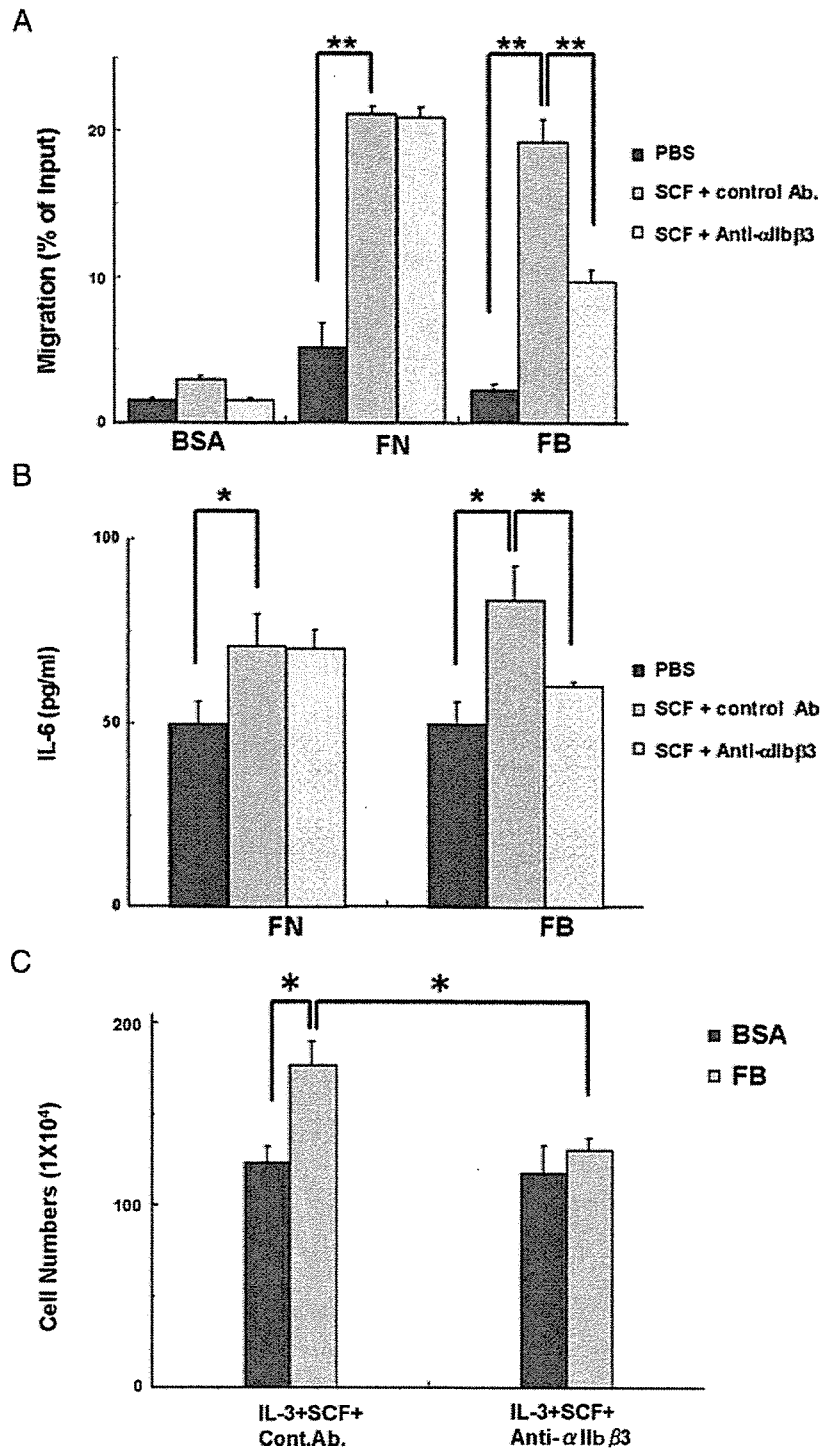 A
**
**
**
20
10
0
Migration (% of Input)
PBS
SCF + control Ab.
SCF + Anti-αIIbβ3
BSA
FN
FB
B
*
*
*
100
50
0
IL-6 (pg/ml)
PBS
SCF + control Ab
SCF + Anti-αIIbβ3
FN
FB
C
*
*
200
100
0
Cell Numbers (1X10⁴)
BSA
FB
IL-3+SCF+
Cont.Ab.
IL-3+SCF+
Anti-αIIbβ3